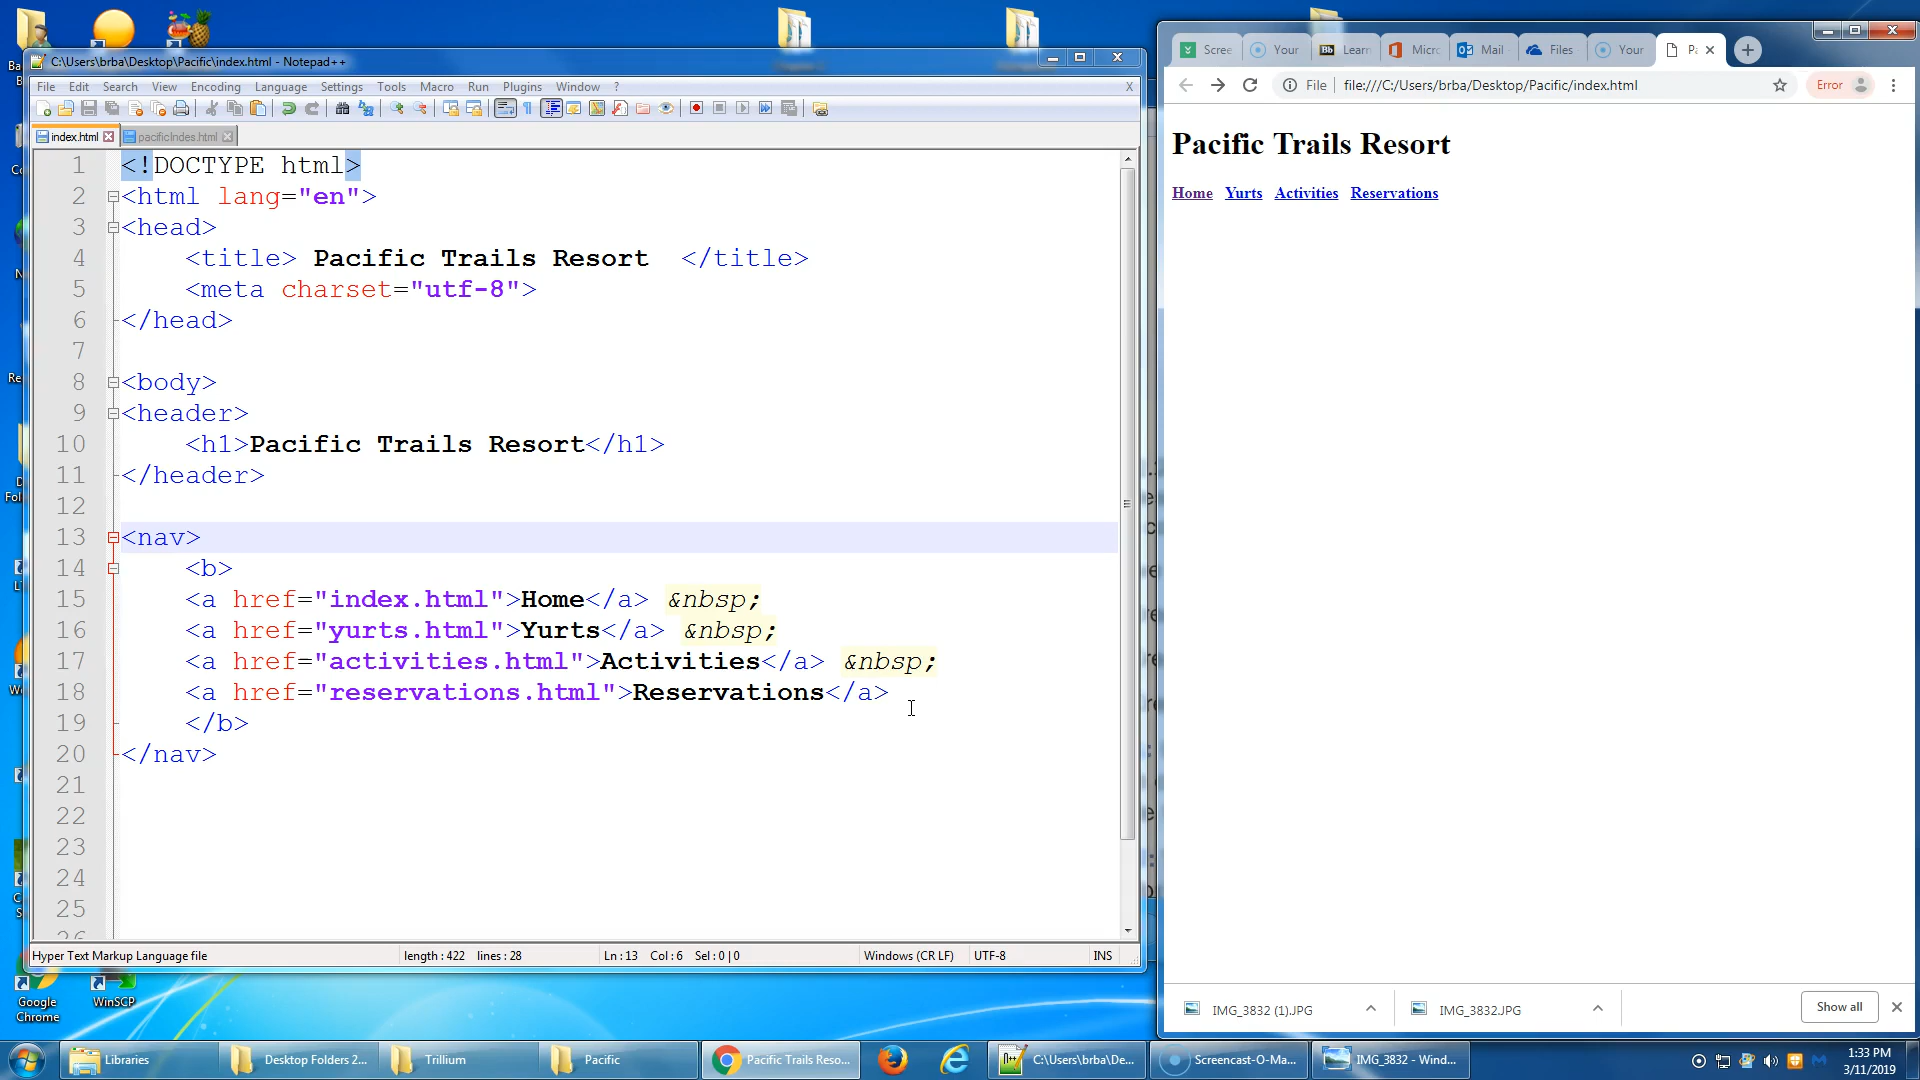 C:\Users\brba\Desktop\Pacific\index.html - Notepad++
File Edit Search View Encoding Language Settings Tools Macro Run Plugins Window ? X
index.html pacificIndes.html
1 <!DOCTYPE html>
2 <html lang="en">
3 <head>
4 <title> Pacific Trails Resort </title>
5 <meta charset="utf-8">
6 </head>
7
8 <body>
9 <header>
10 <h1>Pacific Trails Resort</h1>
11 </header>
12
13 <nav>
14 <b>
15 <a href="index.html">Home</a> &nbsp;
16 <a href="yurts.html">Yurts</a> &nbsp;
17 <a href="activities.html">Activities</a> &nbsp;
18 <a href="reservations.html">Reservations</a>
19 </b>
20 </nav>
21
22
23
24
25
26
Hyper Text Markup Language file length : 422 lines : 28 Ln : 13 Col : 6 Sel : 0 | 0 Windows (CR LF) UTF-8 INS
Scree Your Bb Learn Micro Mail Files Your Pa
File file:///C:/Users/brba/Desktop/Pacific/index.html Error
Pacific Trails Resort
Home Yurts Activities Reservations
IMG_3832 (1).JPG IMG_3832.JPG Show all
Google
Chrome
WinSCP
Libraries Desktop Folders 2... Trillium Pacific Pacific Trails Reso... C:\Users\brba\De... Screencast-O-Ma... IMG_3832 - Wind...
1:33 PM
3/11/2019